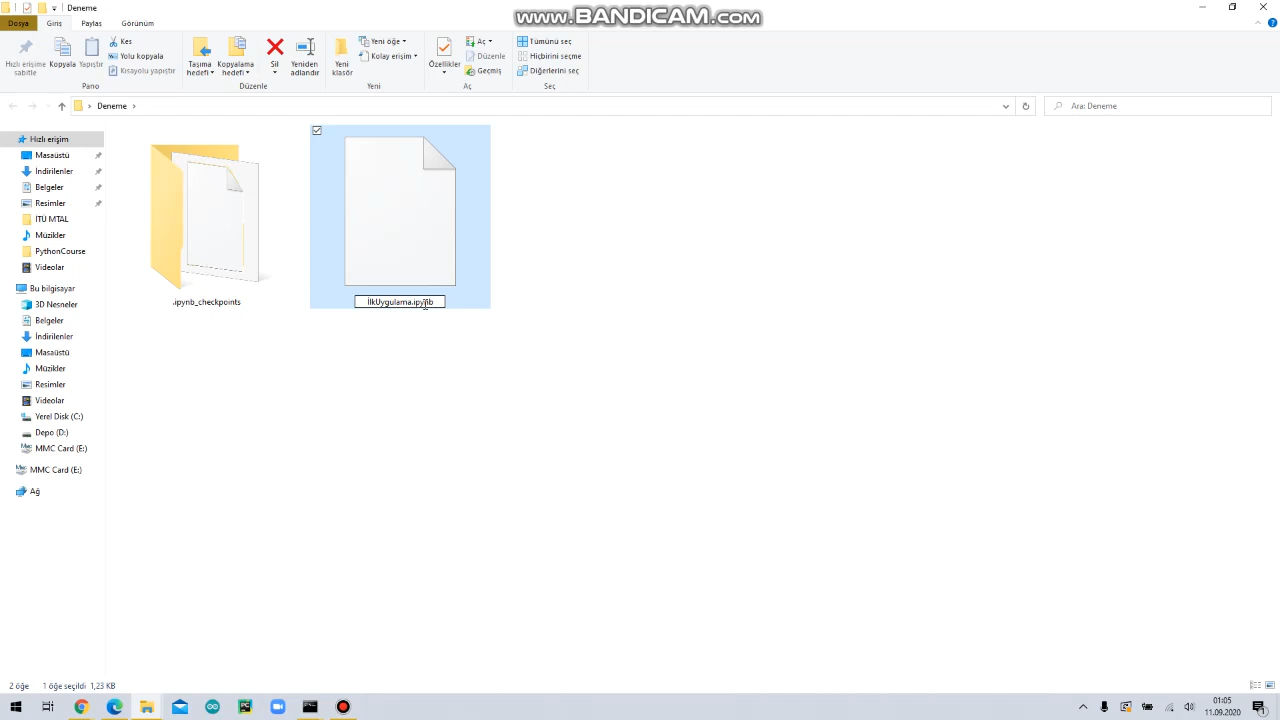 Deneme
www.BANDICAM.com
Dosya
Giriş
Paylaş
Görünüm
Hızlı erişime sabitle
Kopyala
Yapıştır
Kes
Yolu kopyala
Kısayolu yapıştır
Pano
Taşıma hedefi
Kopyalama hedefi
Sil
Yeniden adlandır
Düzenle
Yeni klasör
Yeni öğe
Kolay erişim
Yeni
Özellikler
Aç
Düzenle
Geçmiş
Aç
Tümünü seç
Hiçbirini seçme
Diğerlerini seç
Seç
Deneme
Ara: Deneme
Hızlı erişim
Masaüstü
İndirilenler
Belgeler
Resimler
İTÜ MTAL
Müzikler
PythonCourse
Videolar
Bu bilgisayar
3D Nesneler
Belgeler
İndirilenler
Masaüstü
Müzikler
Resimler
Videolar
Yerel Disk (C:)
Depo (D:)
MMC Card (E:)
MMC Card (E:)
Ağ
.ipynb_checkpoints
İlkUygulama.ipynb
2 öğe
1 öğe seçildi 1,23 KB
01:05
11.09.2020